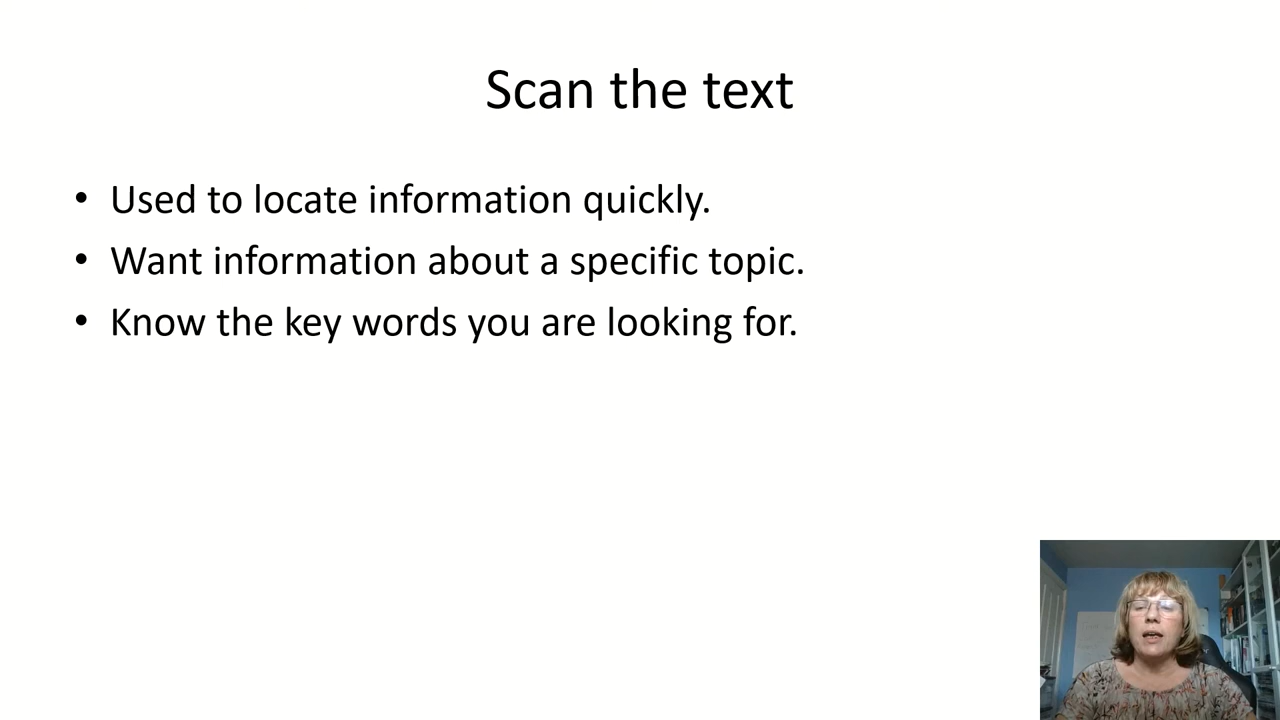 Scan the text
• Used to locate information quickly.
• Want information about a specific topic.
• Know the key words you are looking for.